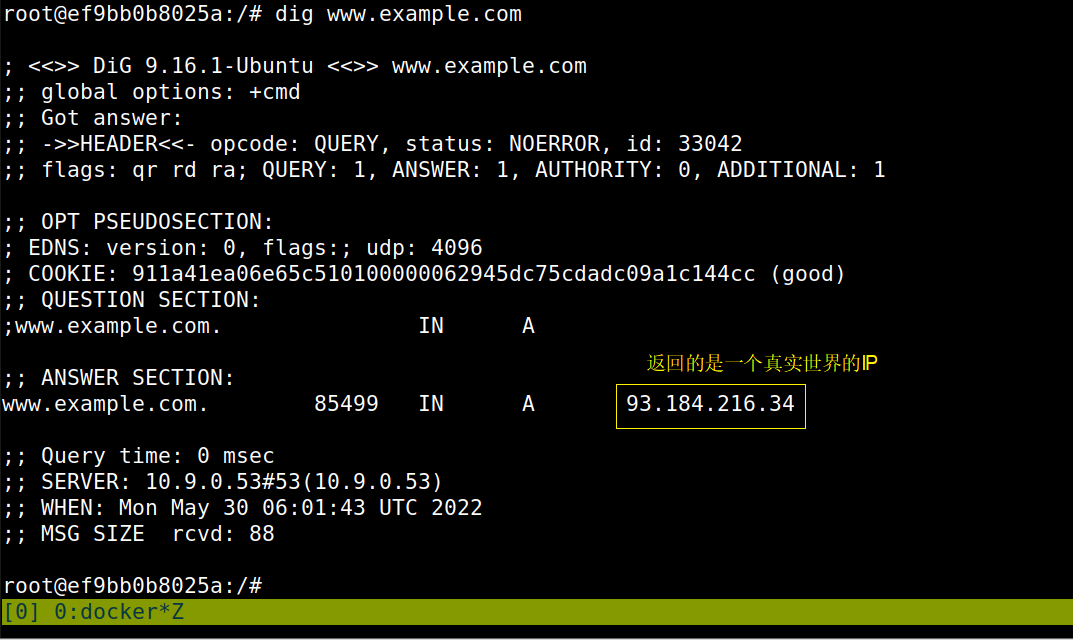 root@ef9bb0b8025a:/# dig www.example.com
; <<>> DiG 9.16.1-Ubuntu <<>> www.example.com
;; global options: +cmd
;; Got answer:
;; ->>HEADER<<- opcode: QUERY, status: NOERROR, id: 33042
;; flags: qr rd ra; QUERY: 1, ANSWER: 1, AUTHORITY: 0, ADDITIONAL: 1
;; OPT PSEUDOSECTION:
; EDNS: version: 0, flags:; udp: 4096
; COOKIE: 911a41ea06e65c510100000062945dc75cdadc09a1c144cc (good)
;; QUESTION SECTION:
;www.example.com. IN A
返回的是一个真实世界的IP
;; ANSWER SECTION:
www.example.com. 85499 IN A 93.184.216.34
;; Query time: 0 msec
;; SERVER: 10.9.0.53#53(10.9.0.53)
;; WHEN: Mon May 30 06:01:43 UTC 2022
;; MSG SIZE rcvd: 88
root@ef9bb0b8025a:/#
[0] 0:docker*Z